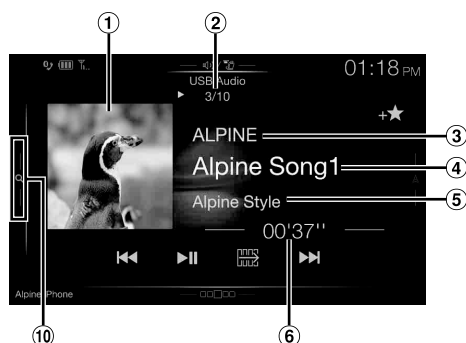 1
2
01:18 PM
USB Audio
3/10
+★
ALPINE
3
Alpine Song1
4
Alpine Style
5
00'37''
Alpine Phone
10
6